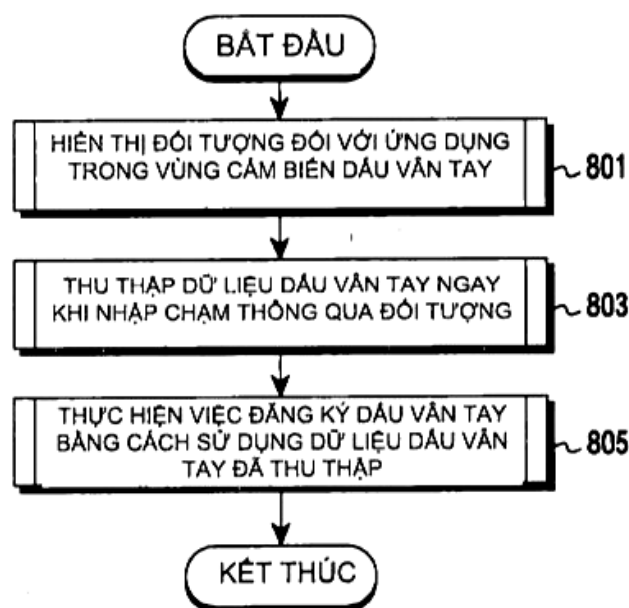 BẮT ĐẦU
HIỂN THỊ ĐỐI TƯỢNG ĐỐI VỚI ỨNG DỤNG
TRONG VÙNG CẢM BIẾN DẤU VÂN TAY
801
THU THẬP DỮ LIỆU DẤU VÂN TAY NGAY
KHI NHẬP CHẠM THÔNG QUA ĐỐI TƯỢNG
803
THỰC HIỆN VIỆC ĐĂNG KÝ DẤU VÂN TAY
BẰNG CÁCH SỬ DỤNG DỮ LIỆU DẤU VÂN
TAY ĐÃ THU THẬP
805
KẾT THÚC